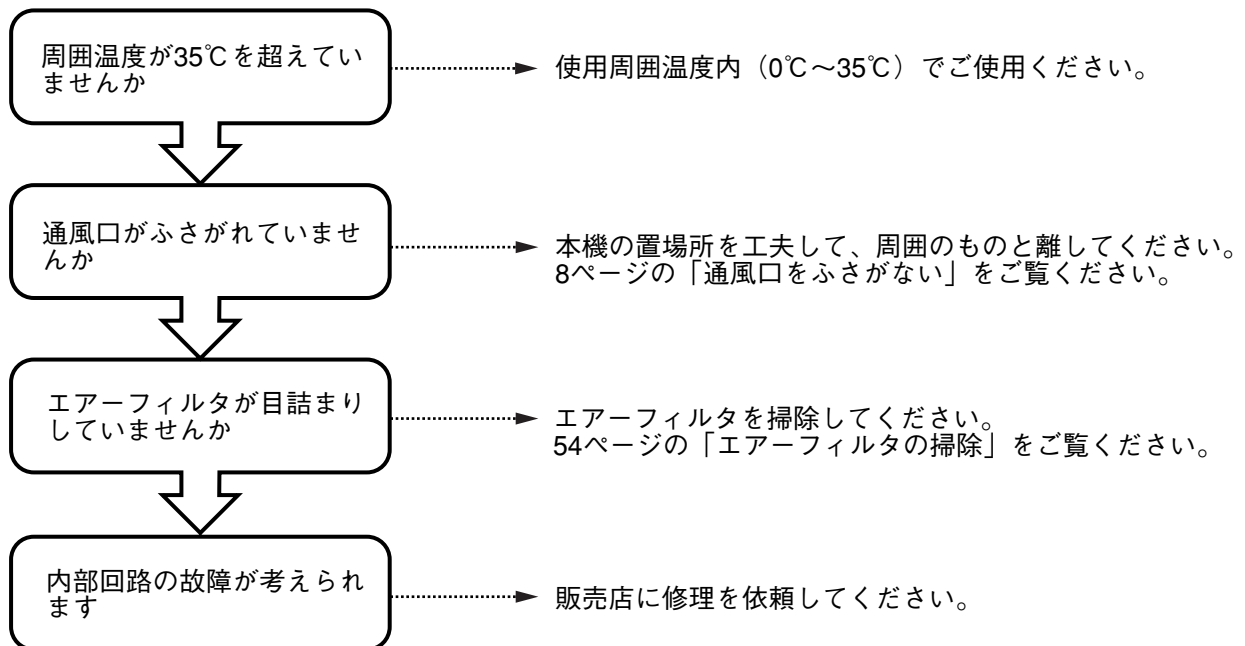 周囲温度が35℃を超えてい
ませんか
使用周囲温度内（0℃～35℃）でご使用ください。
通風口がふさがれていませ
んか
本機の置場所を工夫して、周囲のものと離してください。
8ページの「通風口をふさがない」をご覧ください。
エアーフィルタが目詰まり
していませんか
エアーフィルタを掃除してください。
54ページの「エアーフィルタの掃除」をご覧ください。
内部回路の故障が考えられ
ます
販売店に修理を依頼してください。